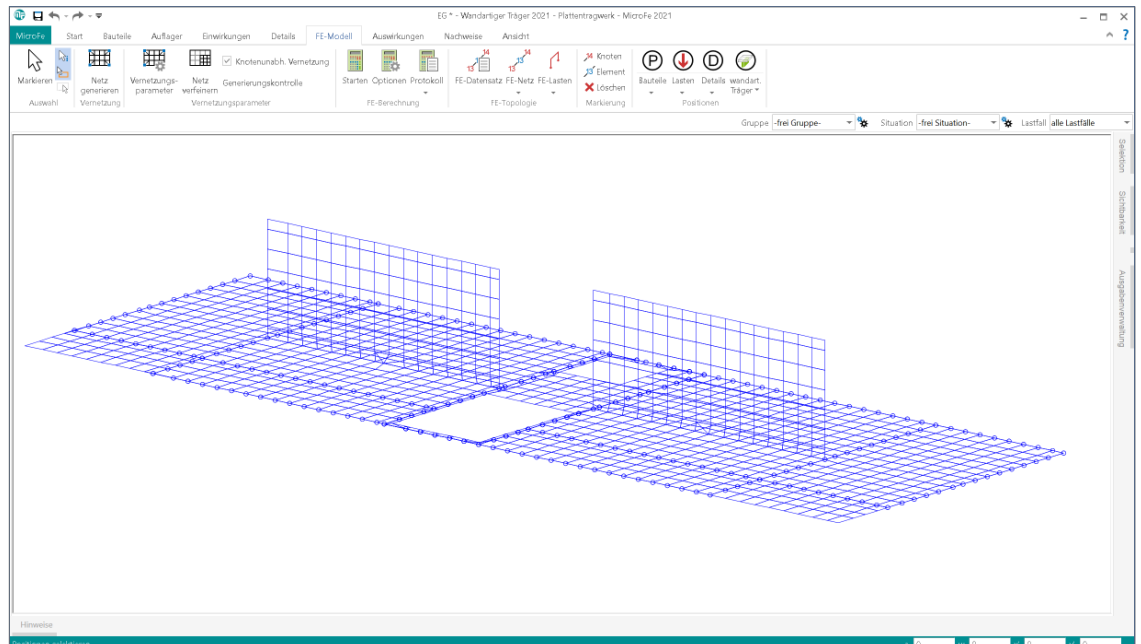 EG * - Wandartiger Träger 2021 - Plattentragwerk - MicroFe 2021
MicroFe Start Bauteile Auflager Einwirkungen Details FE-Modell Auswirkungen Nachweise Ansicht
Markieren
Auswahl
Netz generieren
Vernetzung
Vernetzungs-parameter
Netz verfeinern
Knotenunabh. Vernetzung
Generierungskontrolle
Vernetzungsparameter
Starten Optionen Protokoll
FE-Berechnung
FE-Datensatz FE-Netz FE-Lasten
FE-Topologie
Knoten
Element
Löschen
Markierung
Bauteile Lasten Details wandart. Träger
Positionen
Gruppe -frei Gruppe- Situation -frei Situation- Lastfall alle Lastfälle
Selektion
Sichtbarkeit
Ausgabenverwaltung
Hinweise